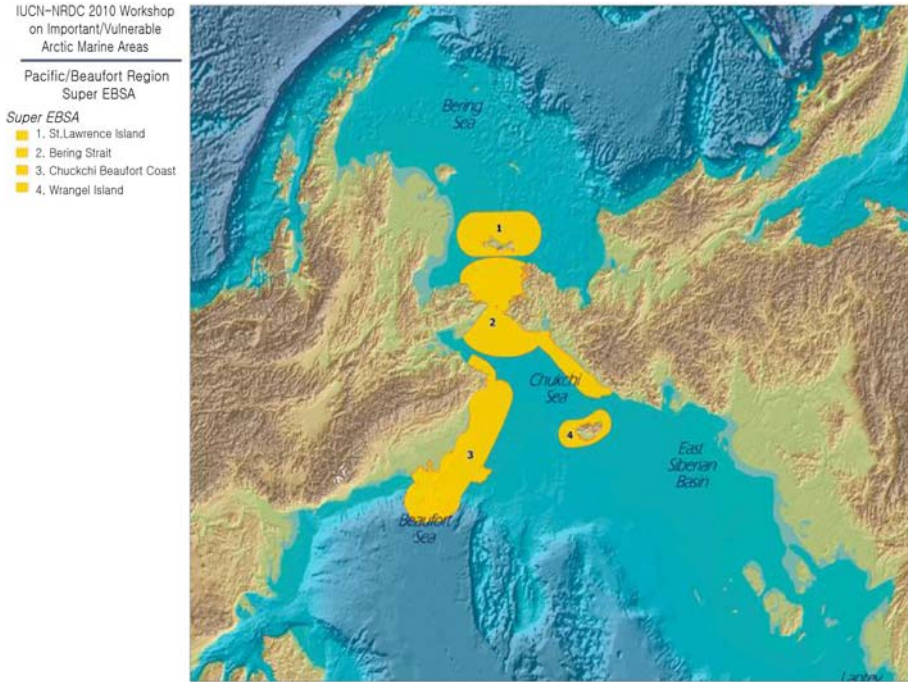 IUCN-NRDC 2010 Workshop
on Important/Vulnerable
Arctic Marine Areas
Pacific/Beaufort Region
Super EBSA
Super EBSA
1. St.Lawrence Island
2. Bering Strait
3. Chuckchi Beaufort Coast
4. Wrangel Island
Bering
Sea
1
2
Chukchi
Sea
4
3
East
Siberian
Basin
Beaufort
Sea
Laptev